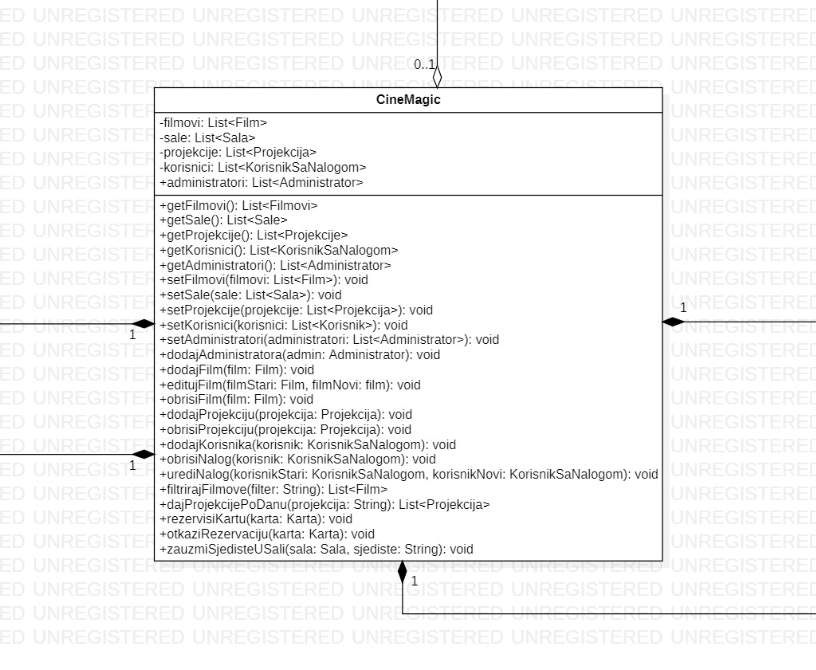 0..1
CineMagic
-filmovi: List<Film>
-sale: List<Sala>
-projekcije: List<Projekcija>
-korisnici: List<KorisnikSaNalogom>
+administratori: List<Administrator>
+getFilmovi(): List<Filmovi>
+getSale(): List<Sale>
+getProjekcije(): List<Projekcije>
+getKorisnici(): List<KorisnikSaNalogom>
+getAdministratori(): List<Administrator>
+setFilmovi(filmovi: List<Film>): void
+setSale(sale: List<Sala>): void
+setProjekcije(projekcije: List<Projekcija>): void
+setKorisnici(korisnici: List<Korisnik>): void
+setAdministratori(administratori: List<Administrator>): void
+dodajAdministratora(admin: Administrator): void
+dodajFilm(film: Film): void
+editujFilm(filmStari: Film, filmNovi: film): void
+obrisiFilm(film: Film): void
+dodajProjekciju(projekcija: Projekcija): void
+obrisiProjekciju(projekcija: Projekcija): void
+dodajKorisnika(korisnik: KorisnikSaNalogom): void
+obrisiNalog(korisnik: KorisnikSaNalogom): void
+urediNalog(korisnikStari: KorisnikSaNalogom, korisnikNovi: KorisnikSaNalogom): void
+filtrirajFilmove(filter: String): List<Film>
+dajProjekcijePoDanu(projekcija: String): List<Projekcija>
+rezervisiKartu(karta: Karta): void
+otkaziRezervaciju(karta: Karta): void
+zauzmiSjedisteUSali(sala: Sala, sjediste: String): void
1
1
1
1
UNREGISTERED